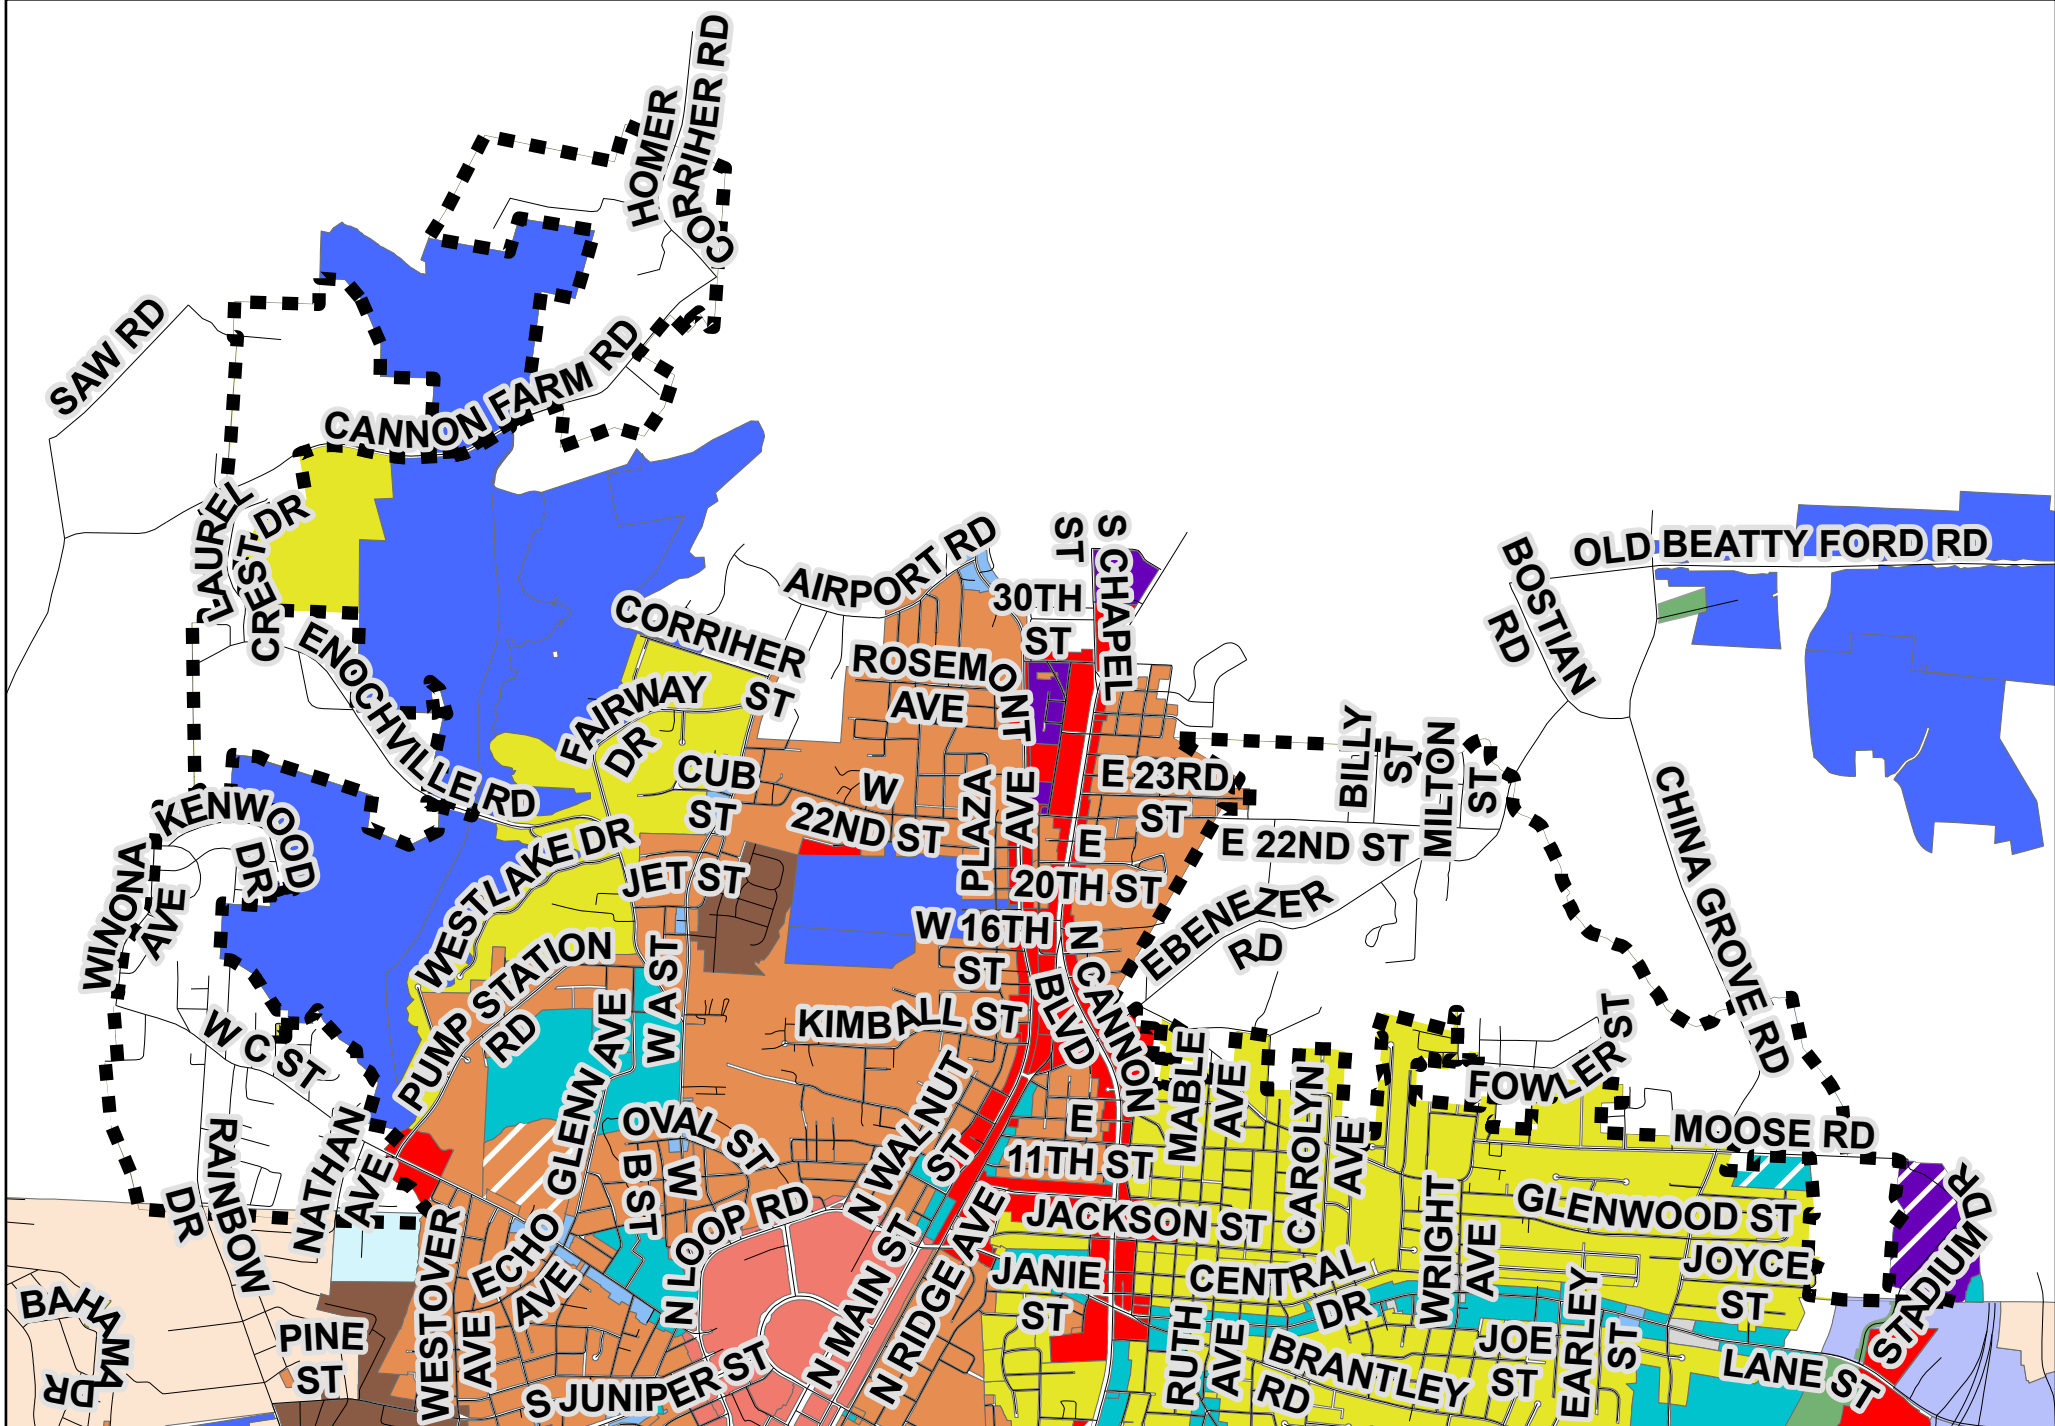 HOMER
CORRIHER RD
SAW RD
CANNON FARM RD
LAUREL
CREST DR
ENOCHVILLE RD
KENWOOD
DR
WINONA
AVE
W C ST
RAINBOW
DR
NATHAN
AVE
PUMP STATION
RD
WESTLAKE DR
FAIRWAY
DR
CORRIHER
ST
CUB
ST
JET ST
W A ST
GLENN AVE
OVAL ST
W
B ST
ECHO
AVE
WESTOVER
AVE
N LOOP RD
S JUNIPER ST
PINE
ST
BAHAMA
DR
AIRPORT RD
30TH
ST
ST
S CHAPEL
ROSEMONT
AVE
W
22ND ST
PLAZA
AVE
E 23RD
ST
E
20TH ST
W 16TH
ST
KIMBALL ST
N CANNON
BLVD
N WALNUT
ST
N MAIN ST
N RIDGE AVE
E
11TH ST
JACKSON ST
JANIE
ST
E 22ND ST
EBENEZER
RD
BILLY
ST
MILTON
ST
BOSTIAN
RD
OLD BEATTY FORD RD
CHINA GROVE RD
MABLE
AVE
CAROLYN
AVE
FOWLER ST
MOOSE RD
STADIUM DR
GLENWOOD ST
JOYCE
ST
WRIGHT
AVE
CENTRAL
DR
RUTH
AVE
BRANTLEY
RD
JOE
ST
EARLEY
ST
LANE ST